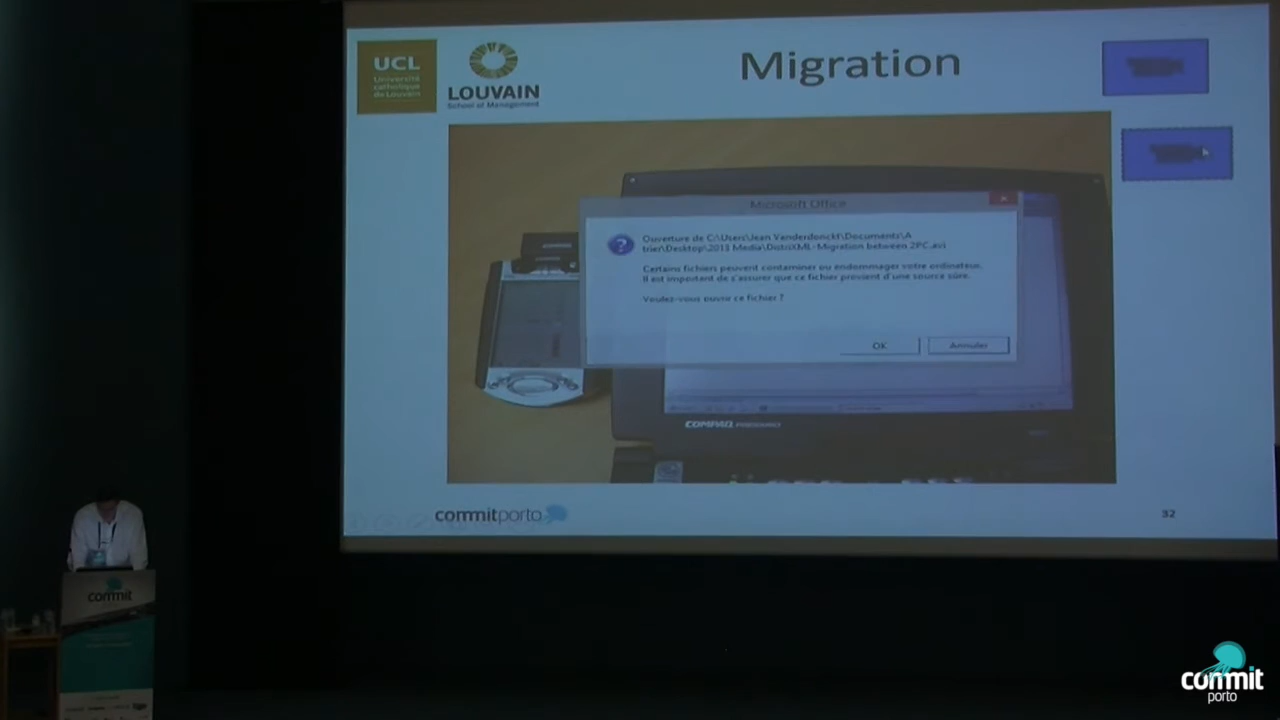 UCL
Université
catholique
de Louvain
LOUVAIN
School of Management
Migration
Microsoft Office
Ouverture de C:\Users\Jean Vanderdonckt\Documents\A
trier\Desktop\2013 Media\DistriXML-Migration between 2PC.avi
Certains fichiers peuvent contaminer ou endommager votre ordinateur.
Il est important de s'assurer que ce fichier provient d'une source sûre.
Voulez-vous ouvrir ce fichier ?
OK
Annuler
COMPAQ
commitporto
32
commit
commit
porto